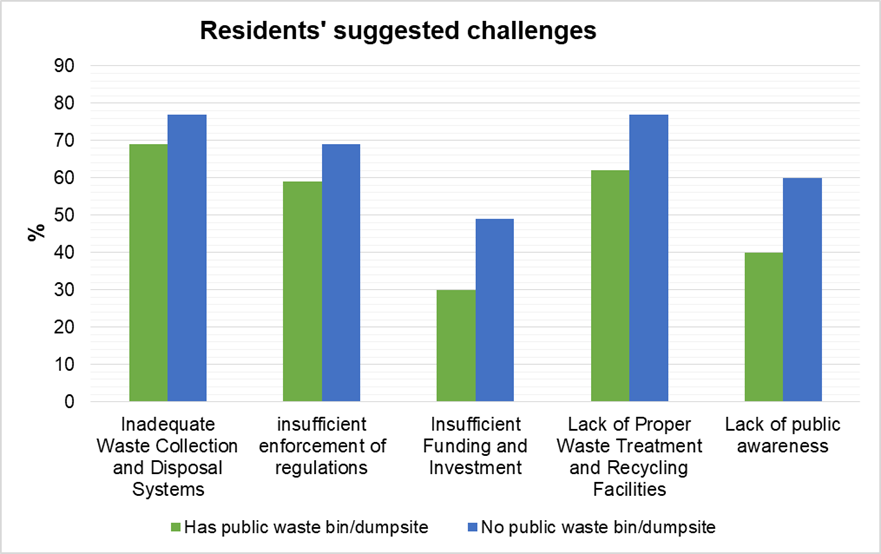 Residents' suggested challenges
90
80
70
60
50
40
30
20
10
0
%
Inadequate
Waste Collection
and Disposal
Systems
insufficient
enforcement of
regulations
Insufficient
Funding and
Investment
Lack of Proper
Waste Treatment
and Recycling
Facilities
Lack of public
awareness
Has public waste bin/dumpsite
No public waste bin/dumpsite